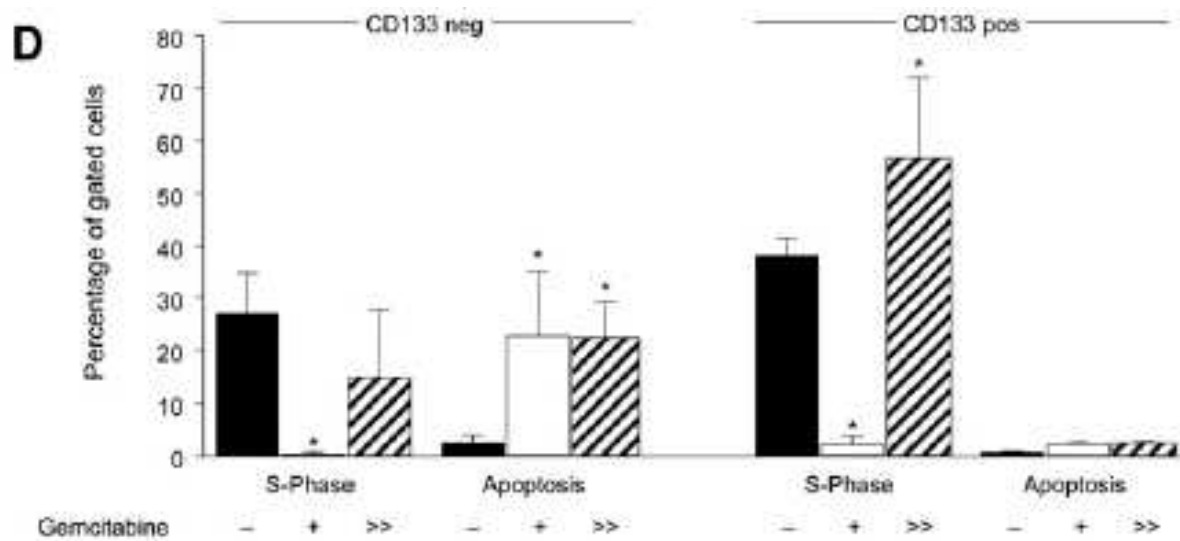 D
CD133 neg CD133 pos
Percentage of gated cells
80
70
60
50
40
30
20
10
0
* * * * *
S-Phase Apoptosis S-Phase Apoptosis
Gemcitabine – + >> – + >> – + >> – + >>